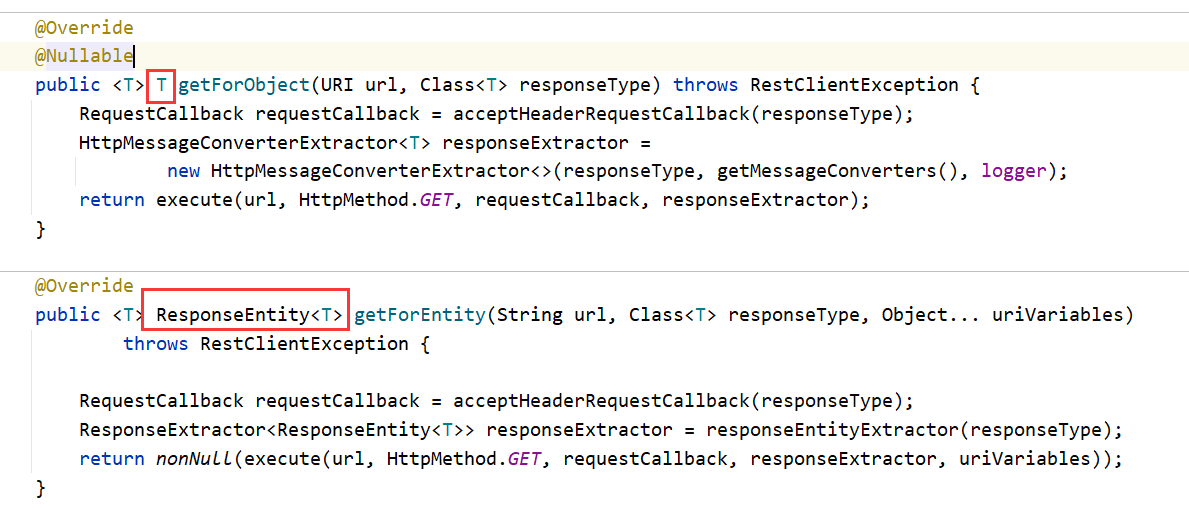 @Override
@Nullable
public <T> T getForObject(URI url, Class<T> responseType) throws RestClientException {
RequestCallback requestCallback = acceptHeaderRequestCallback(responseType);
HttpMessageConverterExtractor<T> responseExtractor =
new HttpMessageConverterExtractor<>(responseType, getMessageConverters(), logger);
return execute(url, HttpMethod.GET, requestCallback, responseExtractor);
}
@Override
public <T> ResponseEntity<T> getForEntity(String url, Class<T> responseType, Object... uriVariables)
throws RestClientException {
RequestCallback requestCallback = acceptHeaderRequestCallback(responseType);
ResponseExtractor<ResponseEntity<T>> responseExtractor = responseEntityExtractor(responseType);
return nonNull(execute(url, HttpMethod.GET, requestCallback, responseExtractor, uriVariables));
}